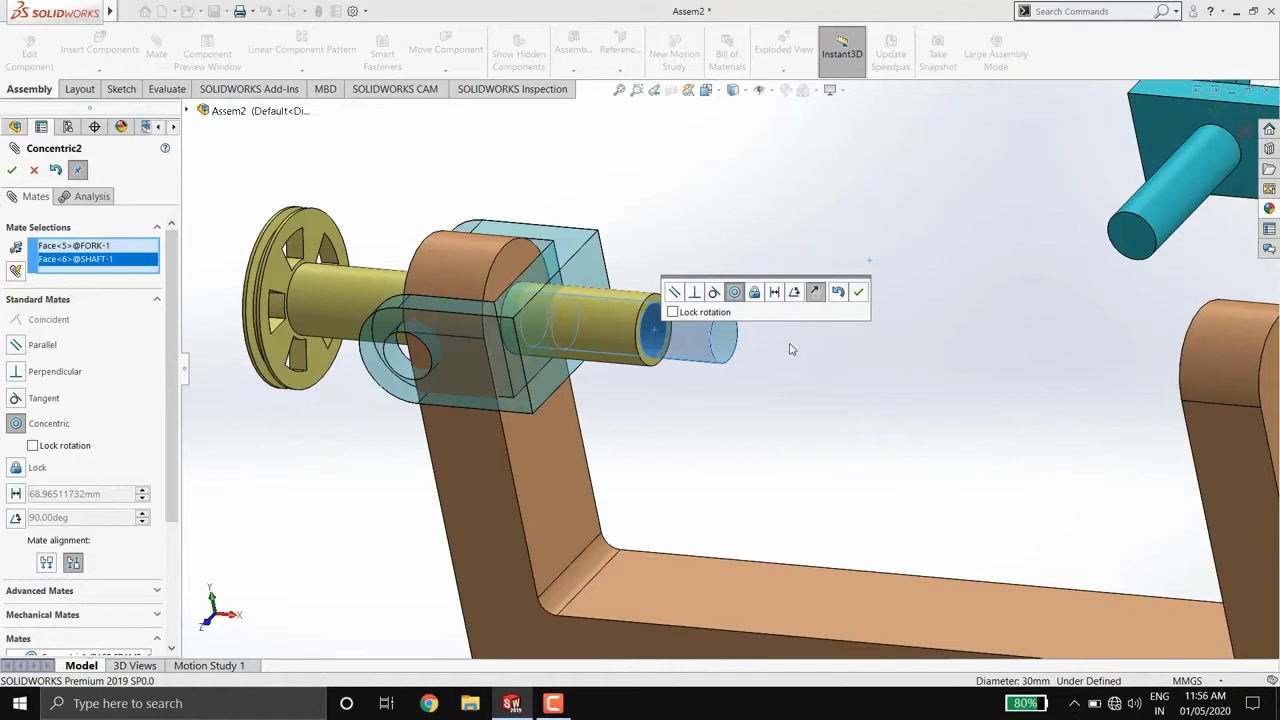 SOLIDWORKS
Assem2 *
Search Commands
Edit Component
Insert Components
Mate
Component Preview Window
Linear Component Pattern
Smart Fasteners
Move Component
Show Hidden Components
Assemb...
Referenc...
New Motion Study
Bill of Materials
Exploded View
Instant3D
Update Speedpak
Take Snapshot
Large Assembly Mode
Assembly
Layout
Sketch
Evaluate
SOLIDWORKS Add-Ins
MBD
SOLIDWORKS CAM
SOLIDWORKS Inspection
Assem2 (Default<Di...
Concentric2
Mates
Analysis
Mate Selections
Face<5>@FORK-1
Face<6>@SHAFT-1
Standard Mates
Coincident
Parallel
Perpendicular
Tangent
Concentric
Lock rotation
Lock
68.96511732mm
90.00deg
Mate alignment:
Advanced Mates
Mechanical Mates
Mates
Lock rotation
Y
X
Z
Model
3D Views
Motion Study 1
SOLIDWORKS Premium 2019 SP0.0
Diameter: 30mm
Under Defined
MMGS
Type here to search
80%
ENG
IN
11:56 AM
01/05/2020